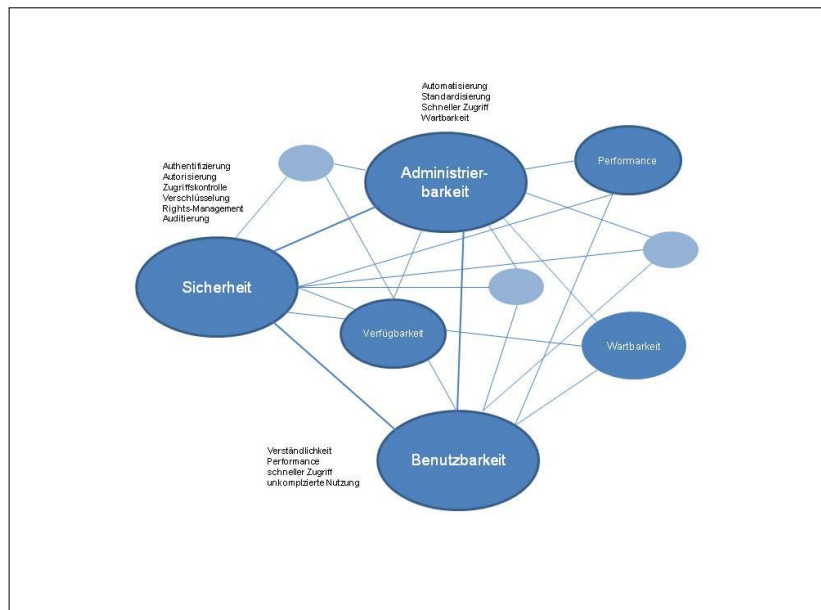 Automatisierung
Standardisierung
Schneller Zugriff
Wartbarkeit
Authentifizierung
Autorisierung
Zugriffskontrolle
Verschlüsselung
Rights-Management
Auditierung
Administrier-
barkeit
Performance
Sicherheit
Verfügbarkeit
Wartbarkeit
Benutzbarkeit
Verständlichkeit
Performance
schneller Zugriff
unkomplzierte Nutzung